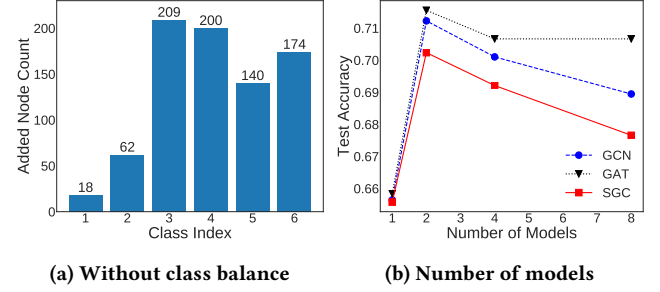 209
200
174
140
62
18
200
150
100
50
0
Added Node Count
1 2 3 4 5 6
Class Index
(a) Without class balance
0.71
0.70
0.69
0.68
0.67
0.66
Test Accuracy
GCN
GAT
SGC
1 2 3 4 5 6 7 8
Number of Models
(b) Number of models